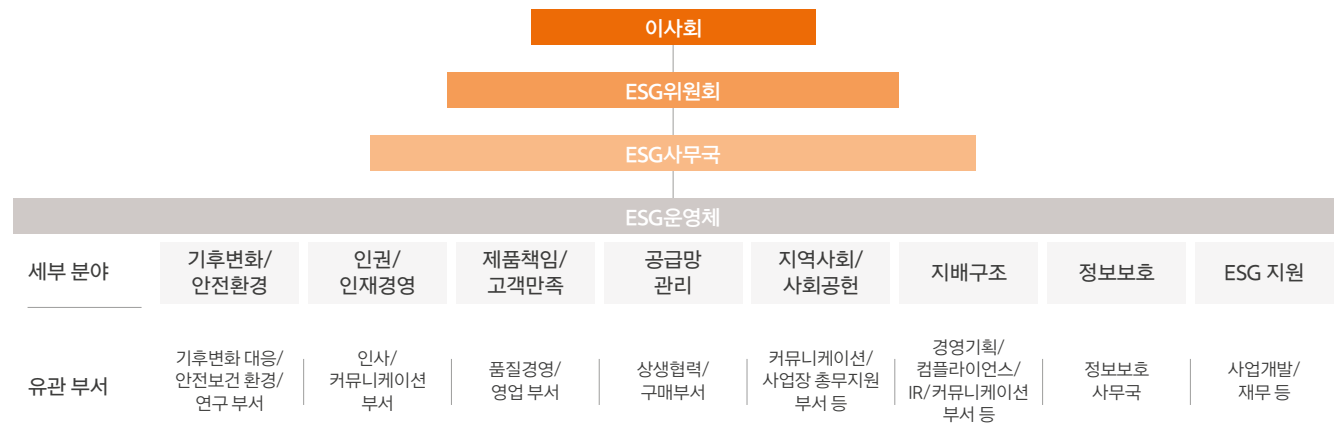 이사회
ESG위원회
ESG사무국
ESG운영체
세부 분야
기후변화/
안전환경
인권/
인재경영
제품책임/
고객만족
공급망
관리
지역사회/
사회공헌
지배구조
정보보호
ESG 지원
유관 부서
기후변화 대응/
안전보건 환경/
연구 부서
인사/
커뮤니케이션
부서
품질경영/
영업 부서
상생협력/
구매부서
커뮤니케이션/
사업장 총무지원
부서 등
경영기획/
컴플라이언스/
IR/커뮤니케이션
부서 등
정보보호
사무국
사업개발/
재무 등